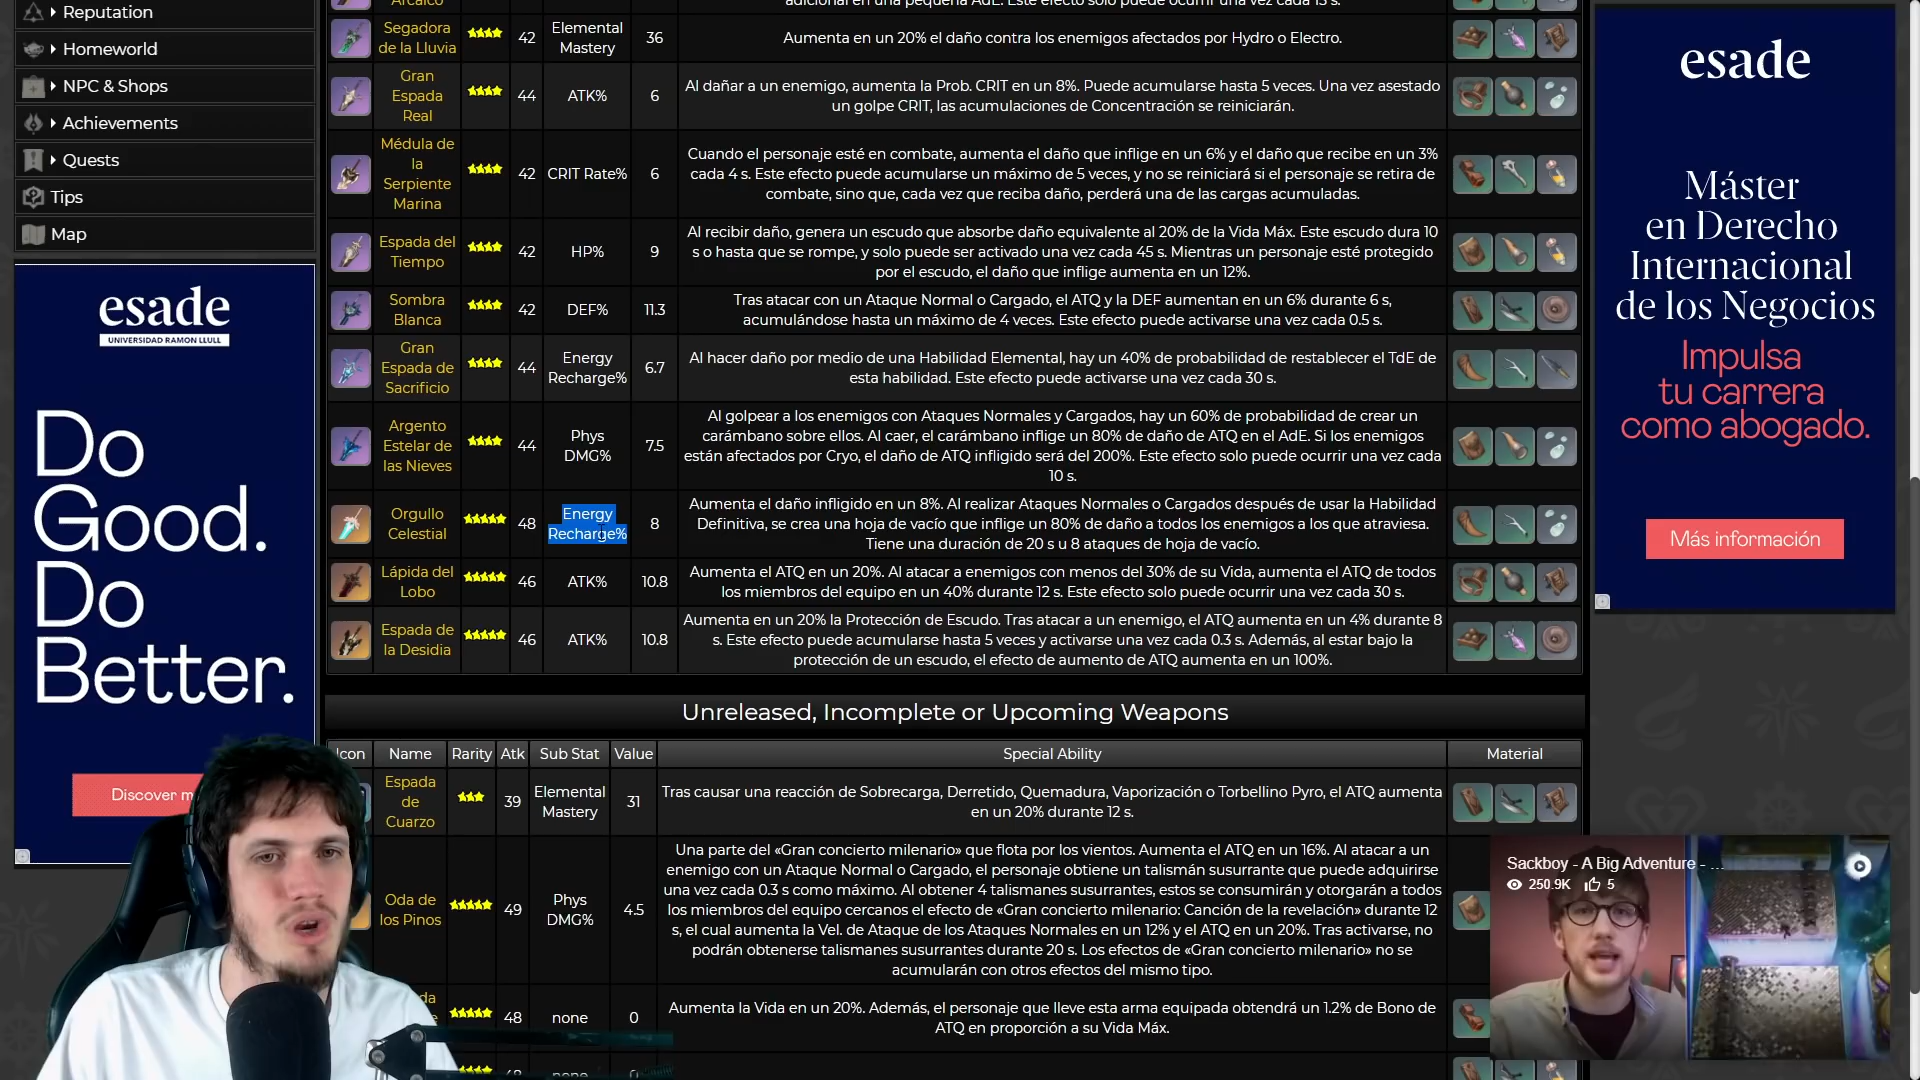 Reputation
Homeworld
NPC & Shops
Achievements
Quests
Tips
Map
esade
UNIVERSIDAD RAMON LLULL
Do
Good.
Do
Better.
Discover
adicional en una pequeña AdE. Este efecto solo puede ocurrir una vez cada 15 s.
Segadora
de la Lluvia
42
Elemental
Mastery
36
Aumenta en un 20% el daño contra los enemigos afectados por Hydro o Electro.
Gran
Espada
Real
44
ATK%
6
Al dañar a un enemigo, aumenta la Prob. CRIT en un 8%. Puede acumularse hasta 5 veces. Una vez asestado
un golpe CRIT, las acumulaciones de Concentración se reiniciarán.
Médula de
la
Serpiente
Marina
42
CRIT Rate%
6
Cuando el personaje esté en combate, aumenta el daño que inflige en un 6% y el daño que recibe en un 3%
cada 4 s. Este efecto puede acumularse un máximo de 5 veces, y no se reiniciará si el personaje se retira de
combate, sino que, cada vez que reciba daño, perderá una de las cargas acumuladas.
Espada del
Tiempo
42
HP%
9
Al recibir daño, genera un escudo que absorbe daño equivalente al 20% de la Vida Máx. Este escudo dura 10
s o hasta que se rompe, y solo puede ser activado una vez cada 45 s. Mientras un personaje esté protegido
por el escudo, el daño que inflige aumenta en un 12%.
Sombra
Blanca
42
DEF%
11.3
Tras atacar con un Ataque Normal o Cargado, el ATQ y la DEF aumentan en un 6% durante 6 s,
acumulándose hasta un máximo de 4 veces. Este efecto puede activarse una vez cada 0.5 s.
Gran
Espada de
Sacrificio
44
Energy
Recharge%
6.7
Al hacer daño por medio de una Habilidad Elemental, hay un 40% de probabilidad de restablecer el TdE de
esta habilidad. Este efecto puede activarse una vez cada 30 s.
Argento
Estelar de
las Nieves
44
Phys
DMG%
7.5
Al golpear a los enemigos con Ataques Normales y Cargados, hay un 60% de probabilidad de crear un
carámbano sobre ellos. Al caer, el carámbano inflige un 80% de daño de ATQ en el AdE. Si los enemigos
están afectados por Cryo, el daño de ATQ infligido será del 200%. Este efecto solo puede ocurrir una vez cada
10 s.
Orgullo
Celestial
48
Energy
Recharge%
8
Aumenta el daño infligido en un 8%. Al realizar Ataques Normales o Cargados después de usar la Habilidad
Definitiva, se crea una hoja de vacío que inflige un 80% de daño a todos los enemigos a los que atraviesa.
Tiene una duración de 20 s u 8 ataques de hoja de vacío.
Lápida del
Lobo
46
ATK%
10.8
Aumenta el ATQ en un 20%. Al atacar a enemigos con menos del 30% de su Vida, aumenta el ATQ de todos
los miembros del equipo en un 40% durante 12 s. Este efecto solo puede ocurrir una vez cada 30 s.
Espada de
la Desidia
46
ATK%
10.8
Aumenta en un 20% la Protección de Escudo. Tras atacar a un enemigo, el ATQ aumenta en un 4% durante 8
s. Este efecto puede acumularse hasta 5 veces y activarse una vez cada 0.3 s. Además, al estar bajo la
protección de un escudo, el efecto de aumento de ATQ aumenta en un 100%.
Unreleased, Incomplete or Upcoming Weapons
Icon Name Rarity Atk Sub Stat Value Special Ability Material
Espada
de
Cuarzo
39
Elemental
Mastery
31
Tras causar una reacción de Sobrecarga, Derretido, Quemadura, Vaporización o Torbellino Pyro, el ATQ aumenta
en un 20% durante 12 s.
Oda de
los Pinos
49
Phys
DMG%
4.5
Una parte del «Gran concierto milenario» que flota por los vientos. Aumenta el ATQ en un 16%. Al atacar a un
enemigo con un Ataque Normal o Cargado, el personaje obtiene un talismán susurrante que puede adquirirse
una vez cada 0.3 s como máximo. Al obtener 4 talismanes susurrantes, estos se consumirán y otorgarán a todos
los miembros del equipo cercanos el efecto de «Gran concierto milenario: Canción de la revelación» durante 12
s, el cual aumenta la Vel. de Ataque de los Ataques Normales en un 12% y el ATQ en un 20%. Tras activarse, no
podrán obtenerse talismanes susurrantes durante 20 s. Los efectos de «Gran concierto milenario» no se
acumularán con otros efectos del mismo tipo.
48
none
0
Aumenta la Vida en un 20%. Además, el personaje que lleve esta arma equipada obtendrá un 1.2% de Bono de
ATQ en proporción a su Vida Máx.
esade
Máster
en Derecho
Internacional
de los Negocios
Impulsa
tu carrera
como abogado.
Más información
Sackboy - A Big Adventure - ...
250.9K 5